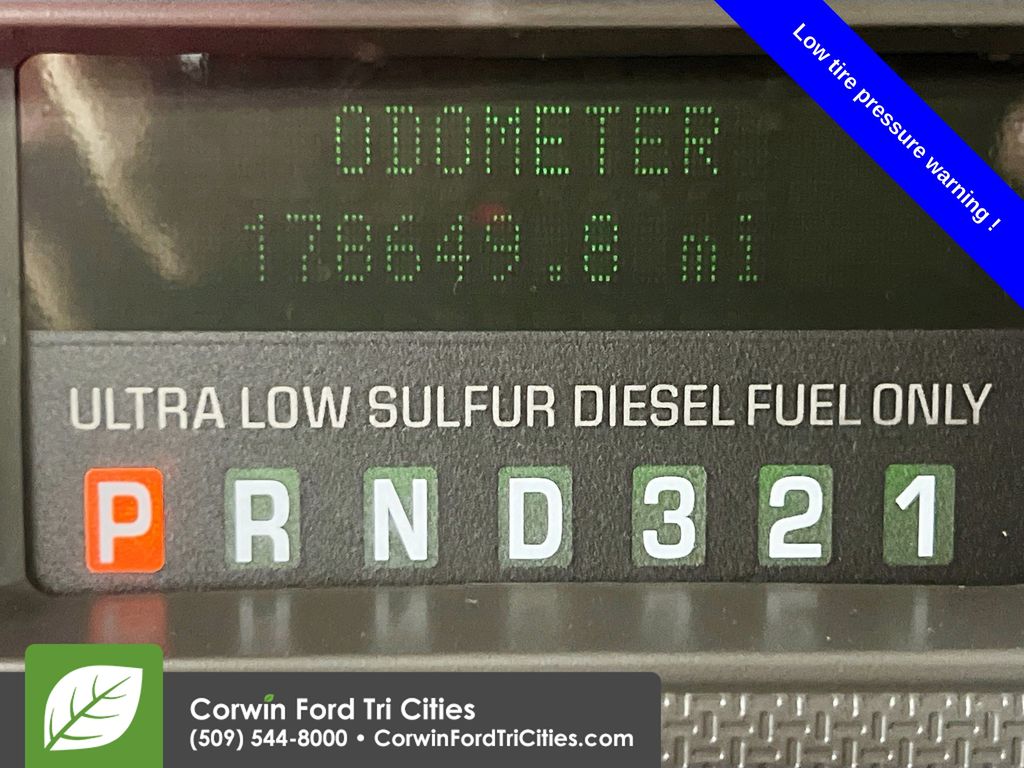 Low tire pressure warning !
ODOMETER
178649.8 mi
ULTRA LOW SULFUR DIESEL FUEL ONLY
P R N D 3 2 1
Corwin Ford Tri Cities
(509) 544-8000 • CorwinFordTriCities.com